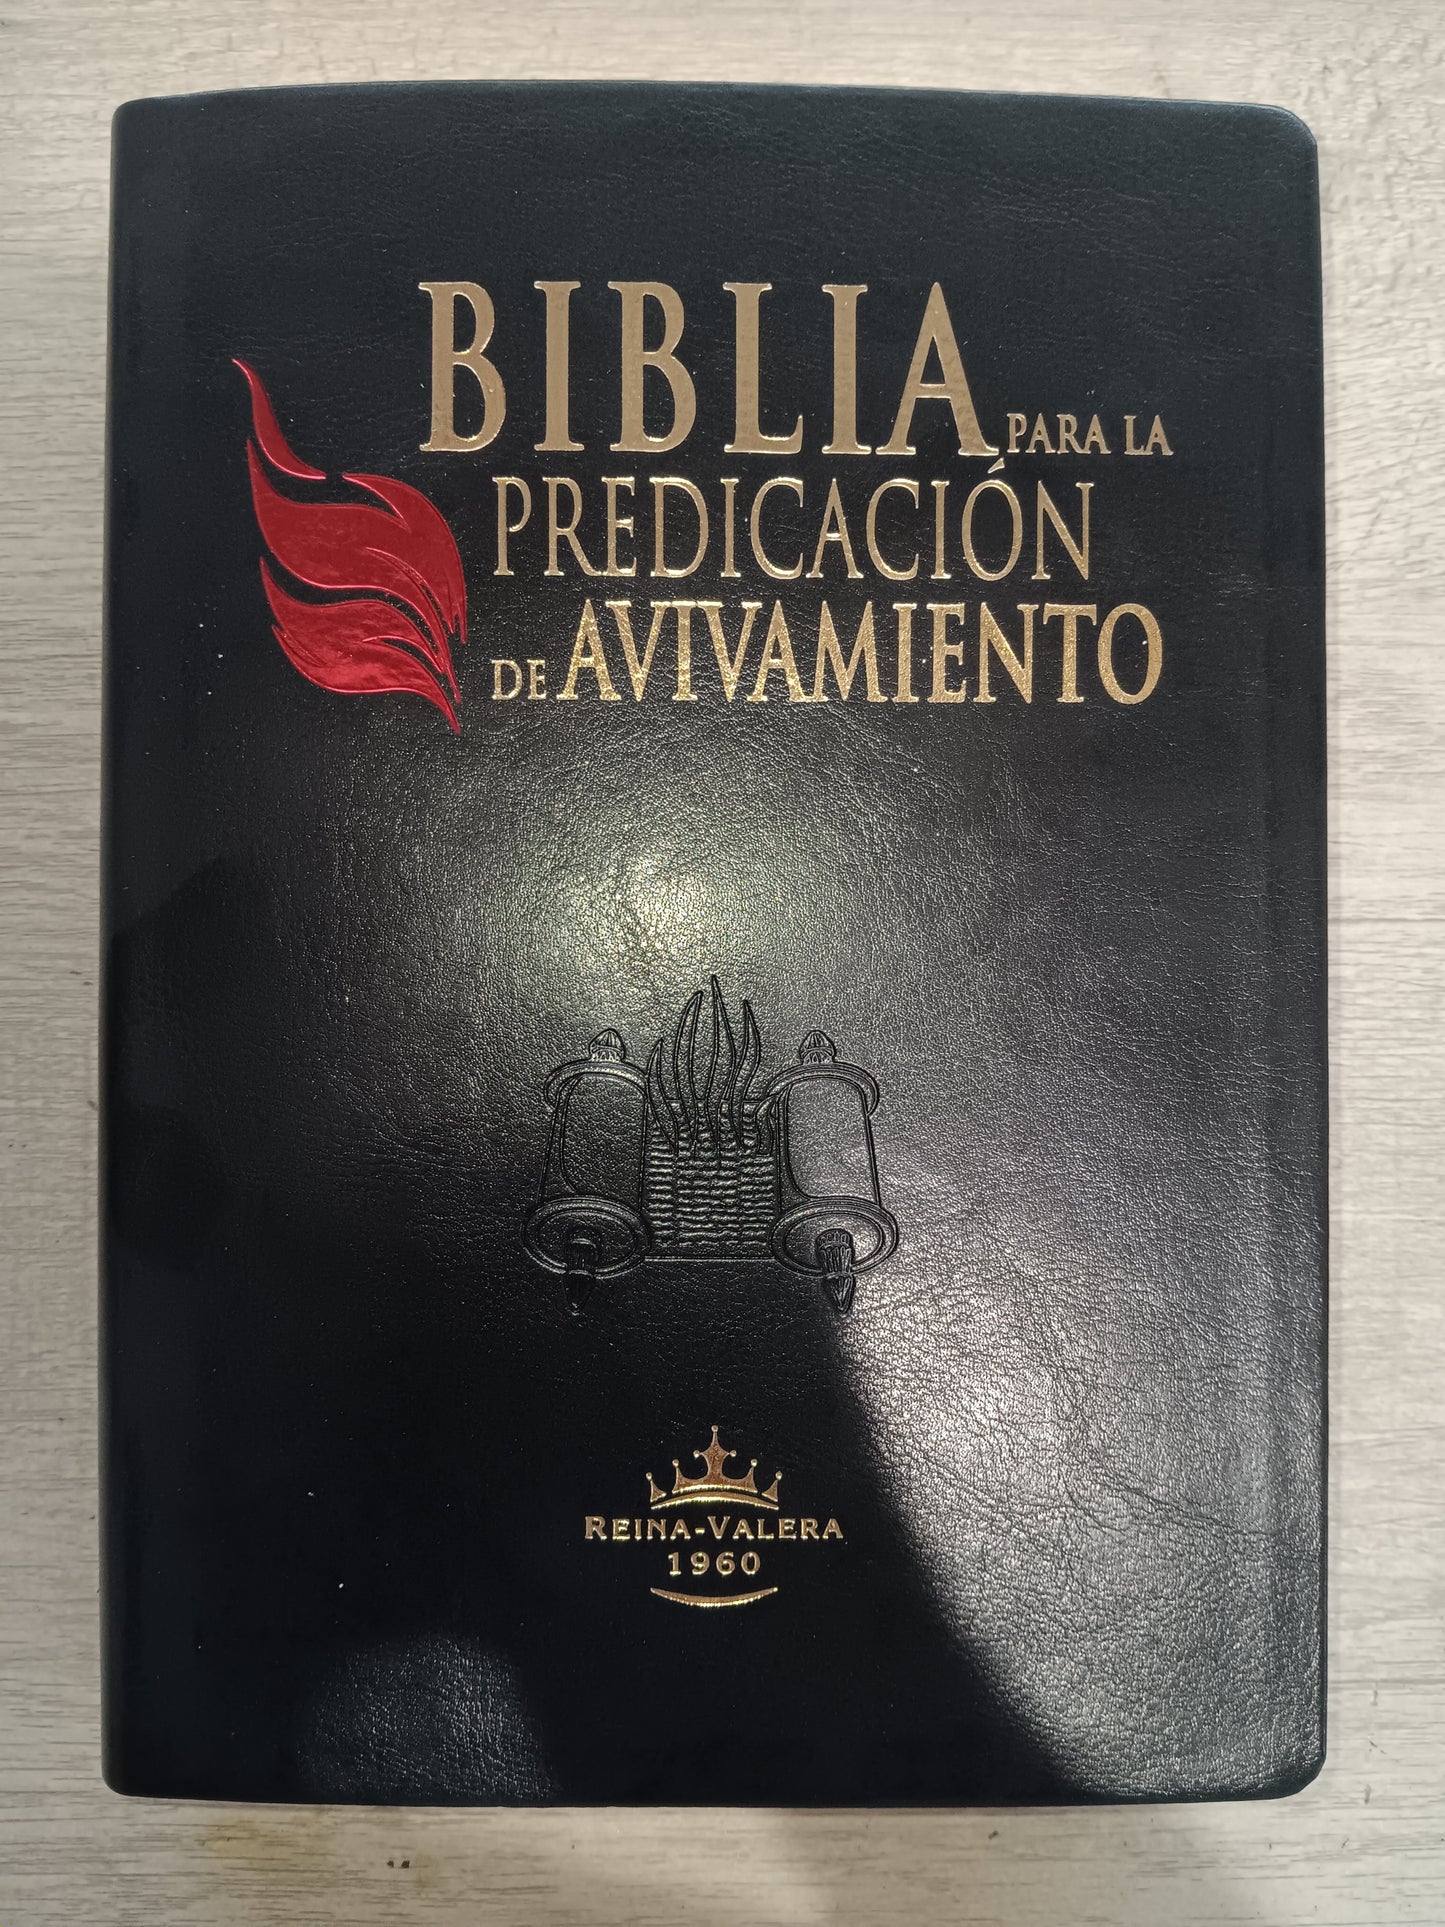 BIBLIA PARA LA
PREDICACIÓN
DE AVIVAMIENTO
REINA-VALERA
1960